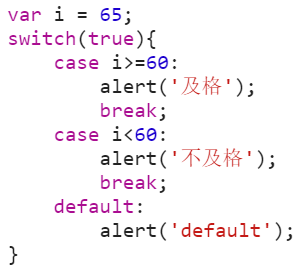 var i = 65;
switch(true){
    case i>=60:
        alert('及格');
        break;
    case i<60:
        alert('不及格');
        break;
    default:
        alert('default');
}